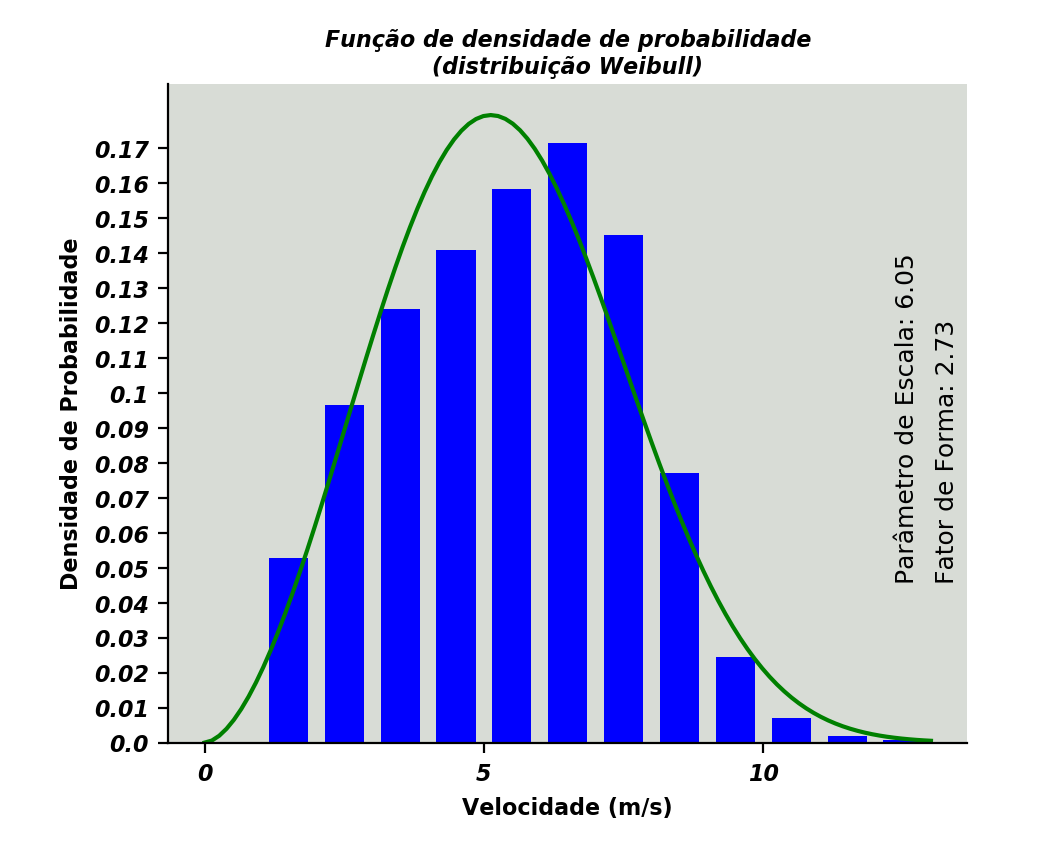 Função de densidade de probabilidade
(distribuição Weibull)
Densidade de Probabilidade
0.17
0.16
0.15
0.14
0.13
0.12
0.11
0.1
0.09
0.08
0.07
0.06
0.05
0.04
0.03
0.02
0.01
0.0
Parâmetro de Escala: 6.05
Fator de Forma: 2.73
0 5 10
Velocidade (m/s)